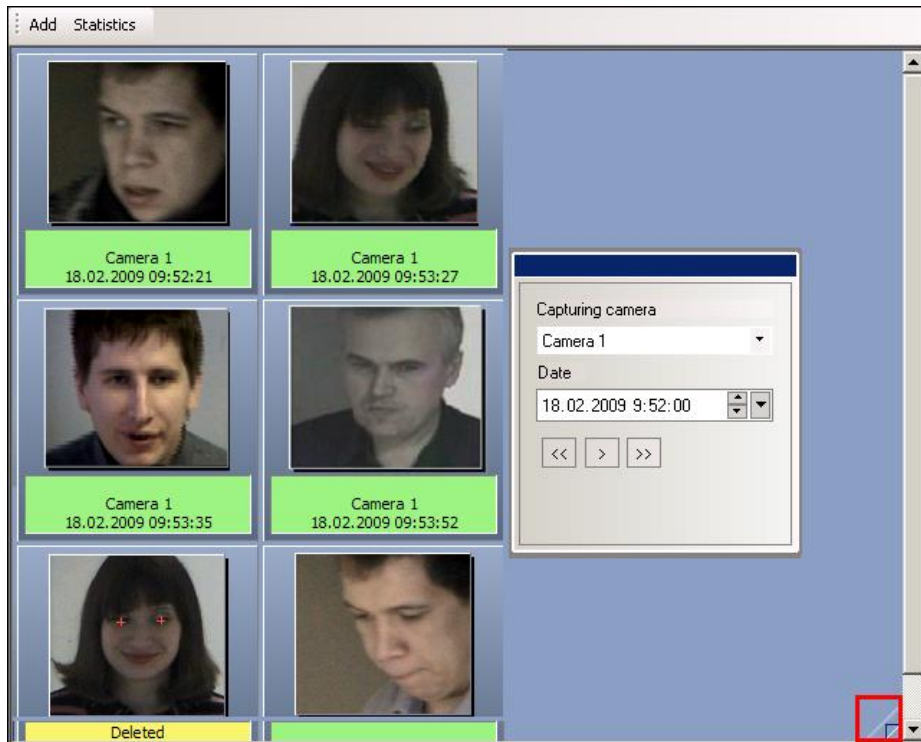 Add Statistics
Camera 1
18.02.2009 09:52:21
Camera 1
18.02.2009 09:53:27
Camera 1
18.02.2009 09:53:35
Camera 1
18.02.2009 09:53:52
Deleted
Capturing camera
Camera 1
Date
18.02.2009 9:52:00
<< > >>